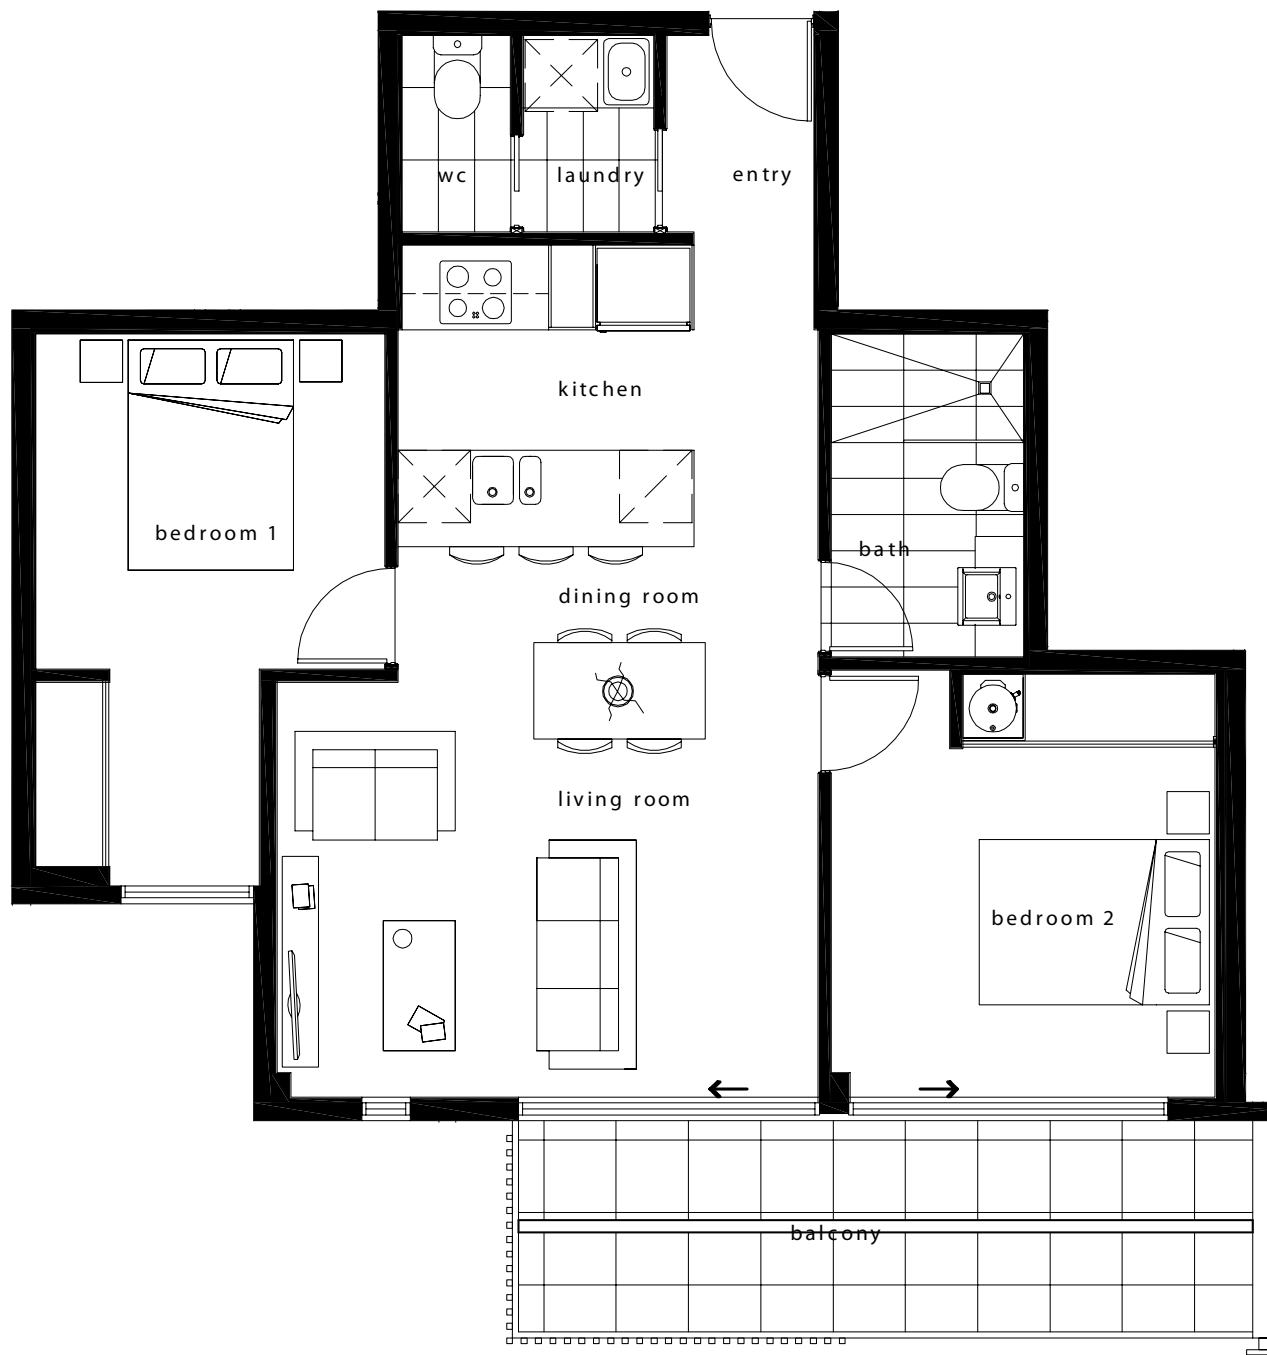 wc
laundry
entry
kitchen
bedroom 1
bath
dining room
living room
bedroom 2
balcony